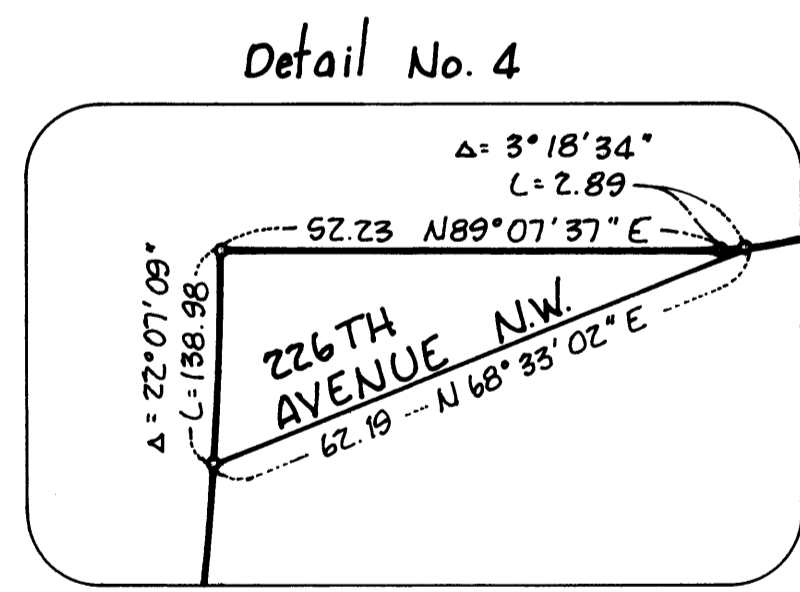 Detail No. 4
Δ= 3°18'34"
L=2.89
52.23 N89°07'37" E
Δ = 22°07'09"
L=138.98
226TH
AVENUE N.W.
62.19 N 68° 33' 02" E